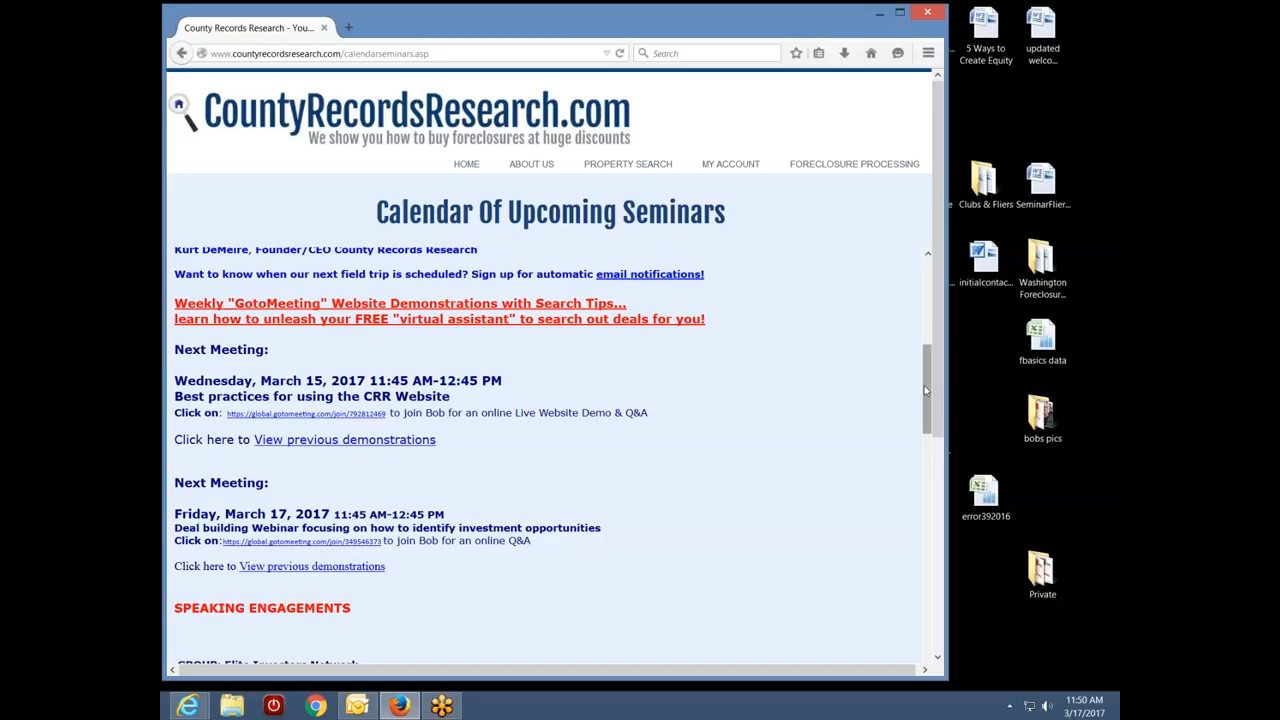 County Records Research - You...
www.countyrecordsresearch.com/calendarseminars.asp
Search
CountyRecordsResearch.com
We show you how to buy foreclosures at huge discounts
HOME ABOUT US PROPERTY SEARCH MY ACCOUNT FORECLOSURE PROCESSING
Calendar Of Upcoming Seminars
Kurt DeMeire, Founder/CEO County Records Research
Want to know when our next field trip is scheduled? Sign up for automatic email notifications!
Weekly "GotoMeeting" Website Demonstrations with Search Tips...
learn how to unleash your FREE "virtual assistant" to search out deals for you!
Next Meeting:
Wednesday, March 15, 2017 11:45 AM-12:45 PM
Best practices for using the CRR Website
Click on: https://global.gotomeeting.com/join/792812469 to join Bob for an online Live Website Demo & Q&A
Click here to View previous demonstrations
Next Meeting:
Friday, March 17, 2017 11:45 AM-12:45 PM
Deal building Webinar focusing on how to identify investment opportunities
Click on:https://global.gotomeeting.com/join/349546373 to join Bob for an online Q&A
Click here to View previous demonstrations
SPEAKING ENGAGEMENTS
GROUP: Elite Investors Network
5 Ways to
Create Equity
updated
welco...
Clubs & Fliers
SeminarFlier...
initialcontac...
Washington
Foreclosur...
fbasics data
bobs pics
error392016
Private
11:50 AM
3/17/2017